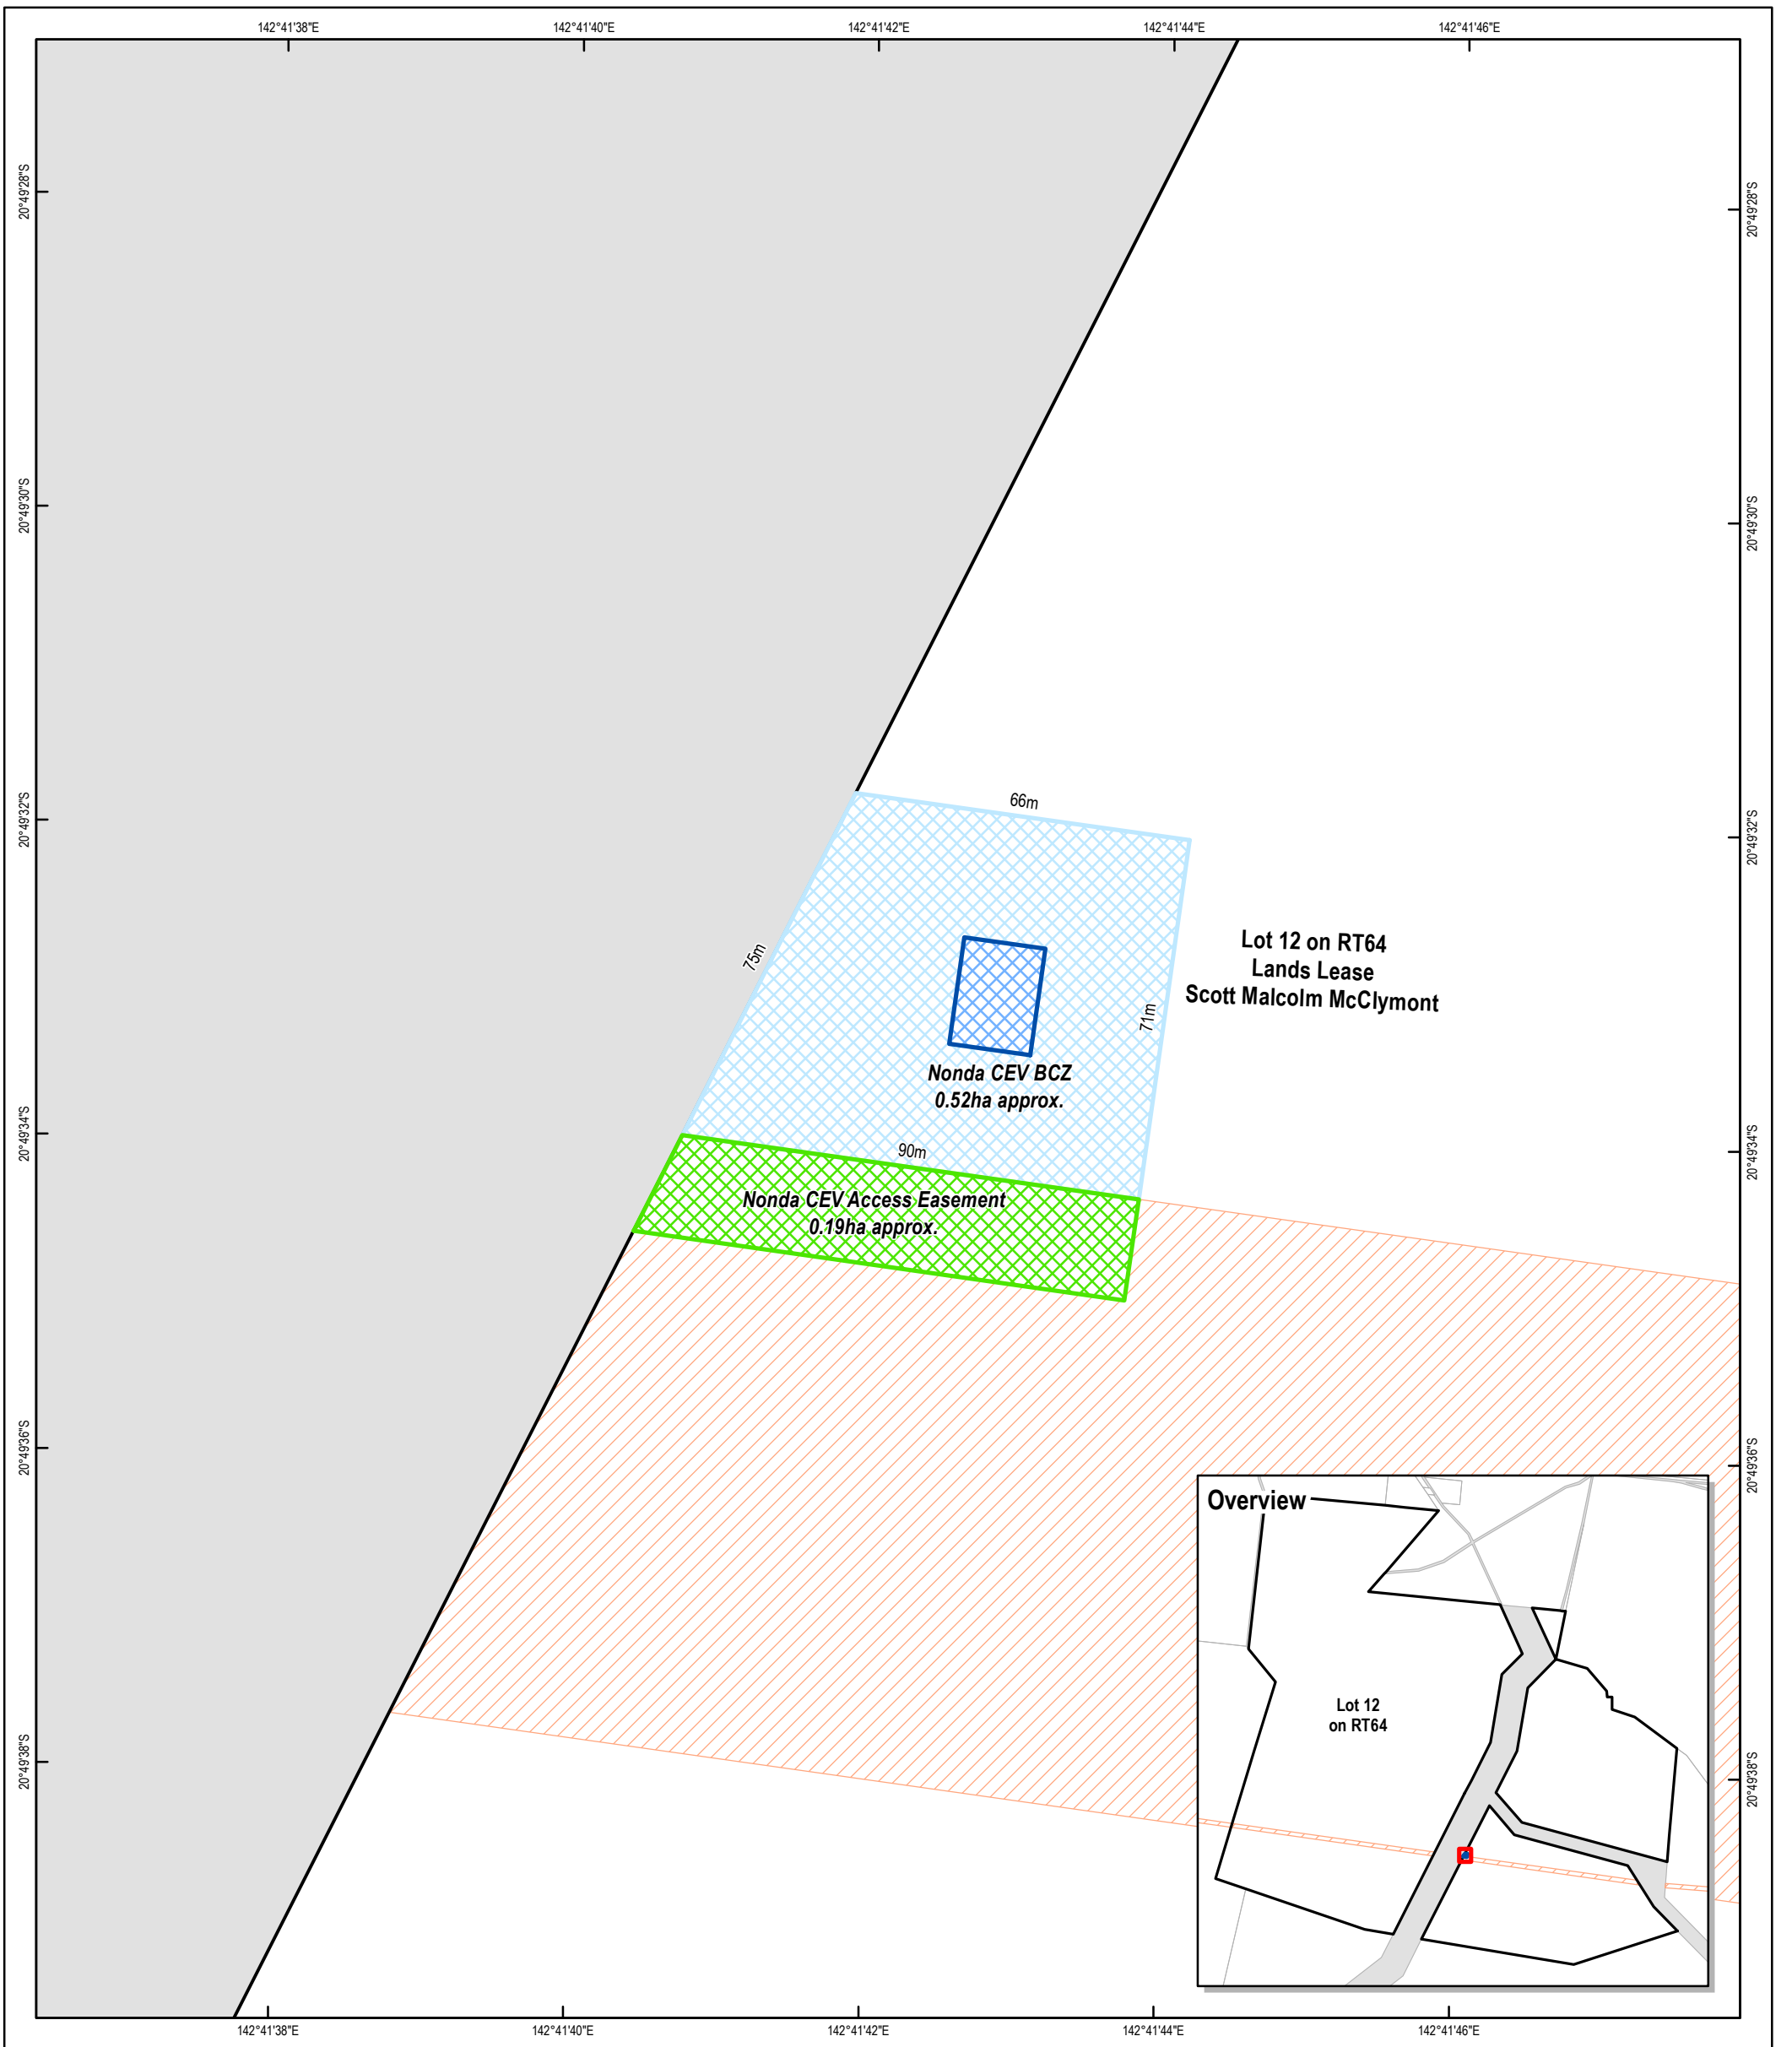 142°41'38"E
142°41'40"E
142°41'42"E
142°41'44"E
142°41'46"E
20°49'28"S
20°49'28"S
20°49'30"S
20°49'30"S
20°49'32"S
20°49'32"S
66m
75m
Lot 12 on RT64
Lands Lease
Scott Malcolm McClymont
71m
Nonda CEV BCZ
0.52ha approx.
20°49'34"S
20°49'34"S
90m
Nonda CEV Access Easement
0.19ha approx.
20°49'36"S
20°49'36"S
Overview
Lot 12
on RT64
20°49'38"S
20°49'38"S
142°41'38"E
142°41'40"E
142°41'42"E
142°41'44"E
142°41'46"E